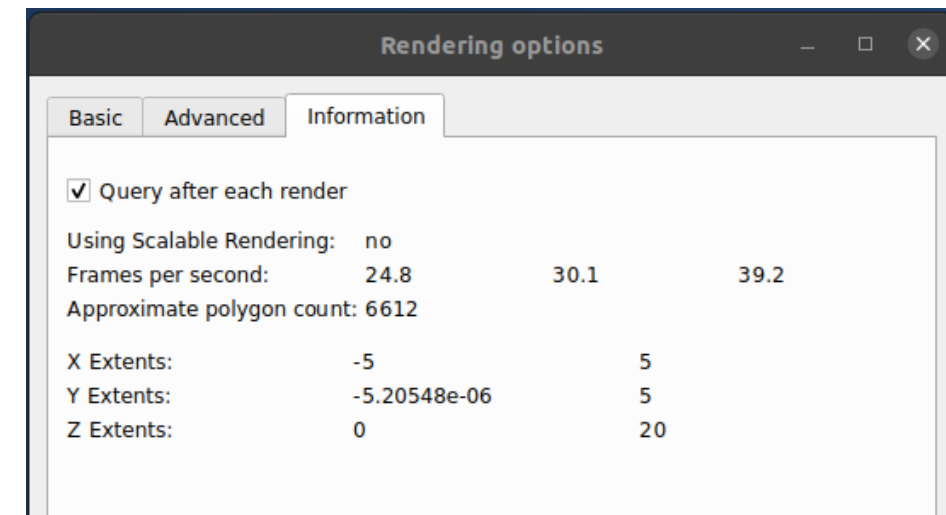 Rendering options
Basic Advanced Information
Query after each render
Using Scalable Rendering: no
Frames per second: 24.8 30.1 39.2
Approximate polygon count: 6612
X Extents: -5 5
Y Extents: -5.20548e-06 5
Z Extents: 0 20